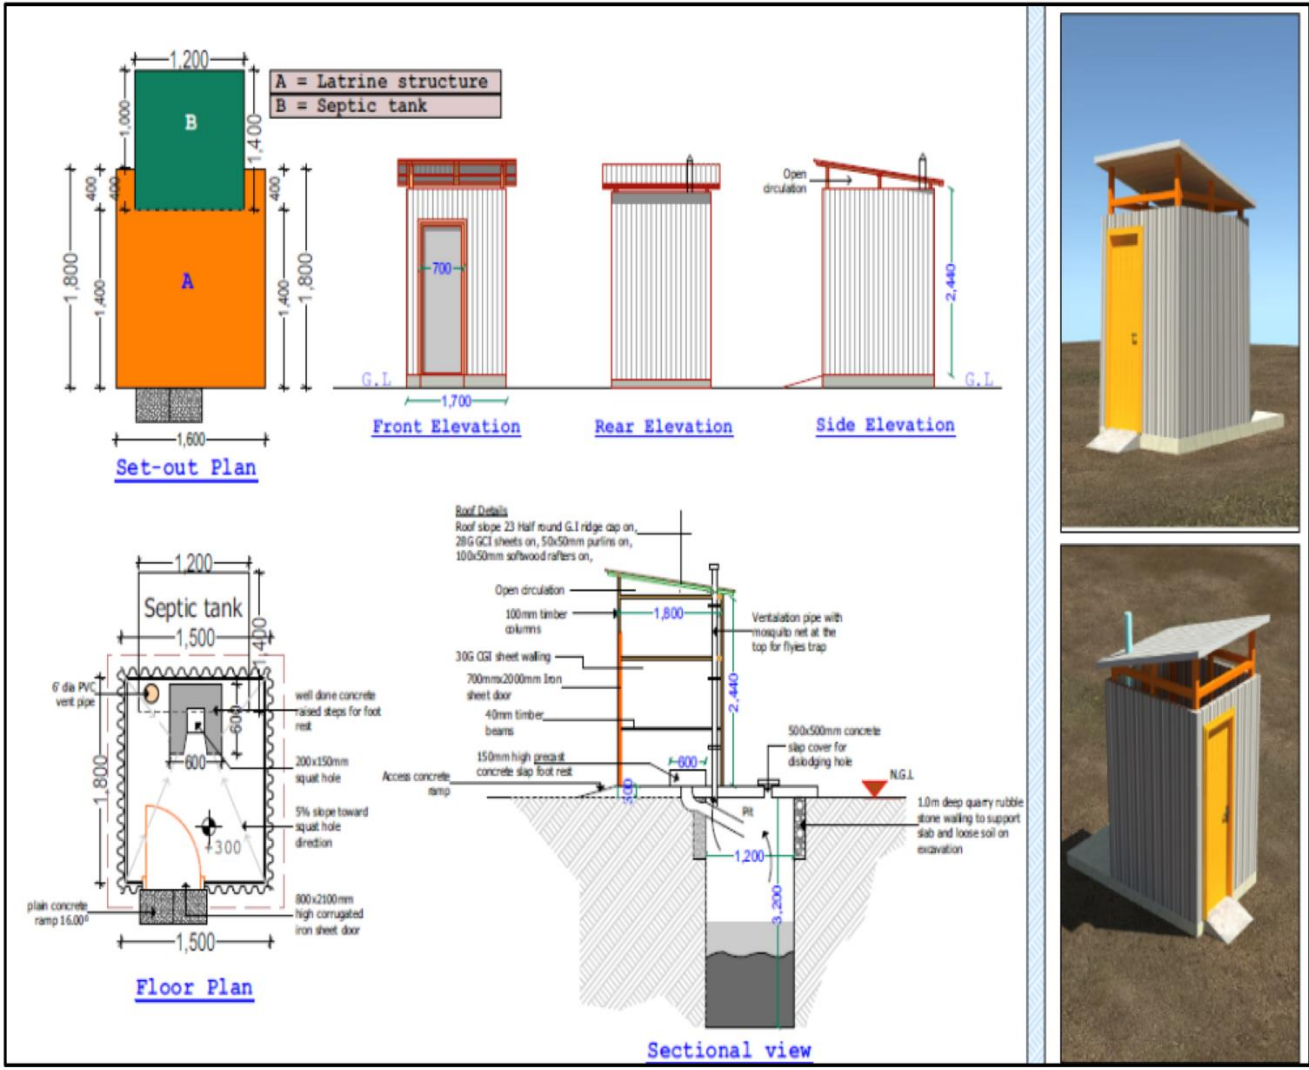 1,200
A = Latrine structure
B = Septic tank
1,000
B
1,400
400
400
400
1,800
1,400
A
1,400
1,800
1,600
Set-out Plan
700
G.L
1,700
Front Elevation
Rear Elevation
Open
circulation
2,440
G.L
Side Elevation
1,200
Septic tank
1,400
1,500
6' dia PVC
vent pipe
well done concrete
raised steps for foot
rest
600
600
200x150mm
squat hole
1,800
5% slope toward
squat hole
direction
+300
plain concrete
ramp 16.00°
800x2100mm
high corrugated
iron sheet door
1,500
Floor Plan
Roof Details
Roof slope 23 Half round G.I ridge cap on,
28G GCI sheets on, 50x50mm purlins on,
100x50mm softwood rafters on,
Open circulation
100mm timber
columns
1,800
Ventalation pipe with
mosquito net at the
top for flyies trap
30G CGI sheet walling
700mmx2000mm Iron
sheet door
2,440
40mm timber
beams
500x500mm concrete
slap cover for
dislodging hole
150mm high precast
concrete slap foot rest
600
Access concrete
ramp
300
N.G.L
Pit
1.0m deep quarry rubble
stone walling to support
slab and loose soil on
excavation
1,200
3,200
Sectional view